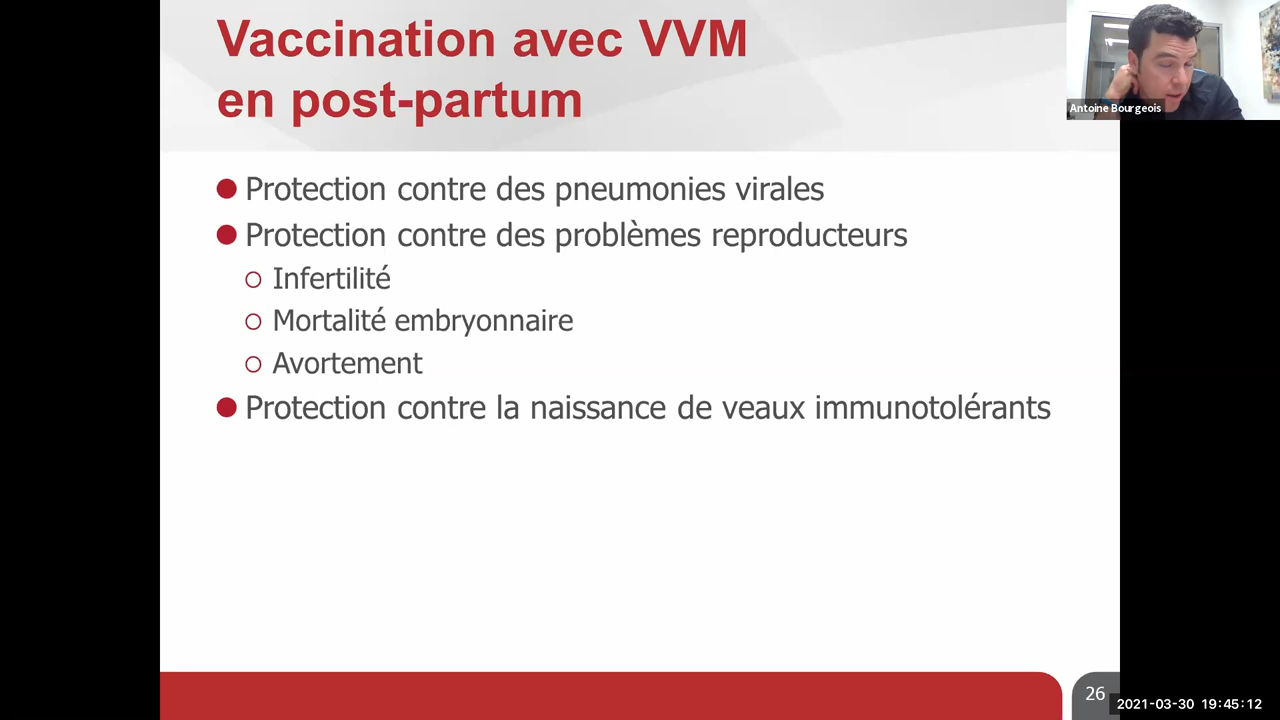 Vaccination avec VVM
en post-partum
Antoine Bourgeois
Protection contre des pneumonies virales
Protection contre des problèmes reproducteurs
Infertilité
Mortalité embryonnaire
Avortement
Protection contre la naissance de veaux immunotolérants
26
2021-03-30 19:45:12